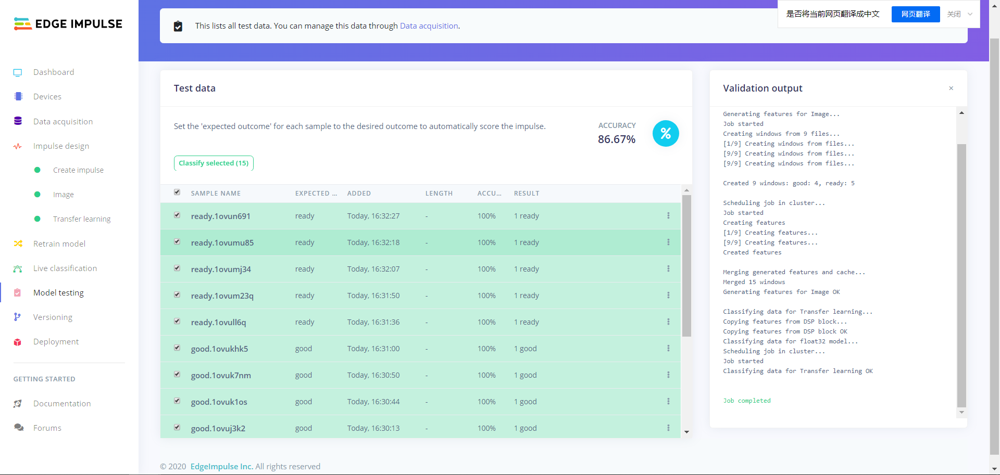 EDGE IMPULSE
Dashboard
Devices
Data acquisition
Impulse design
Create impulse
Image
Transfer learning
Retrain model
Live classification
Model testing
Versioning
Deployment
GETTING STARTED
Documentation
Forums
This lists all test data. You can manage this data through Data acquisition.
是否将当前网页翻译成中文 网页翻译 关闭
Test data
Set the 'expected outcome' for each sample to the desired outcome to automatically score the impulse.
ACCURACY
86.67%
%
Classify selected (15)
SAMPLE NAME EXPECTED ... ADDED LENGTH ACCU... RESULT
ready.1ovun691 ready Today, 16:32:27 - 100% 1 ready
ready.1ovumu85 ready Today, 16:32:18 - 100% 1 ready
ready.1ovumj34 ready Today, 16:32:07 - 100% 1 ready
ready.1ovum23q ready Today, 16:31:50 - 100% 1 ready
ready.1ovull6q ready Today, 16:31:36 - 100% 1 ready
good.1ovukhk5 good Today, 16:31:00 - 100% 1 good
good.1ovuk7nm good Today, 16:30:50 - 100% 1 good
good.1ovuk1os good Today, 16:30:44 - 100% 1 good
good.1ovuj3k2 good Today, 16:30:13 - 100% 1 good
Validation output ×
Generating features for Image...
Job started
Creating windows from 9 files...
[1/9] Creating windows from files...
[9/9] Creating windows from files...
[9/9] Creating windows from files...
Created 9 windows: good: 4, ready: 5
Scheduling job in cluster...
Job started
Creating features
[1/9] Creating features...
[9/9] Creating features...
Created features
Merging generated features and cache...
Merged 15 windows
Generating features for Image OK
Classifying data for Transfer learning...
Copying features from DSP block...
Copying features from DSP block OK
Classifying data for float32 model...
Scheduling job in cluster...
Job started
Classifying data for Transfer learning OK
Job completed
© 2020 EdgeImpulse Inc. All rights reserved